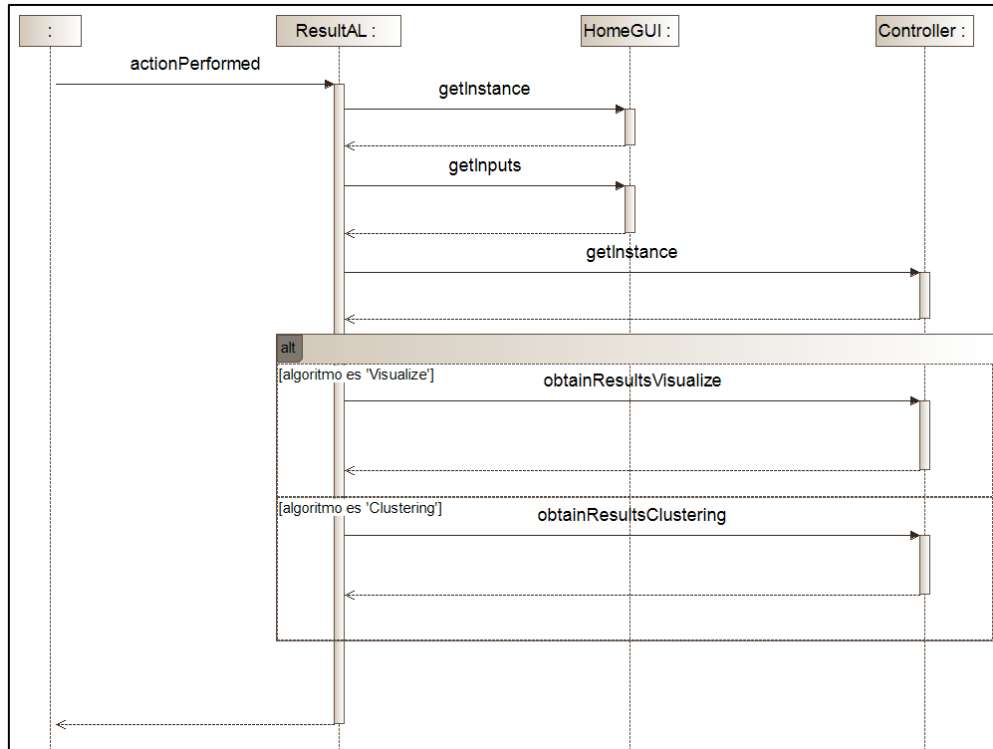 :
ResultAL :
HomeGUI :
Controller :
actionPerformed
getInstance
getInputs
getInstance
alt
[algoritmo es 'Visualize']
obtainResultsVisualize
[algoritmo es 'Clustering']
obtainResultsClustering